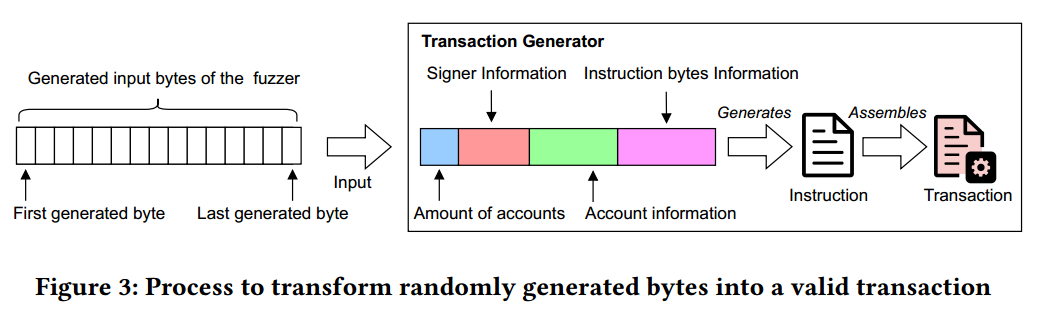 Transaction Generator
Generated input bytes of the fuzzer
Signer Information
Instruction bytes Information
Generates
Assembles
Input
First generated byte
Last generated byte
Amount of accounts
Account information
Instruction
Transaction
Figure 3: Process to transform randomly generated bytes into a valid transaction